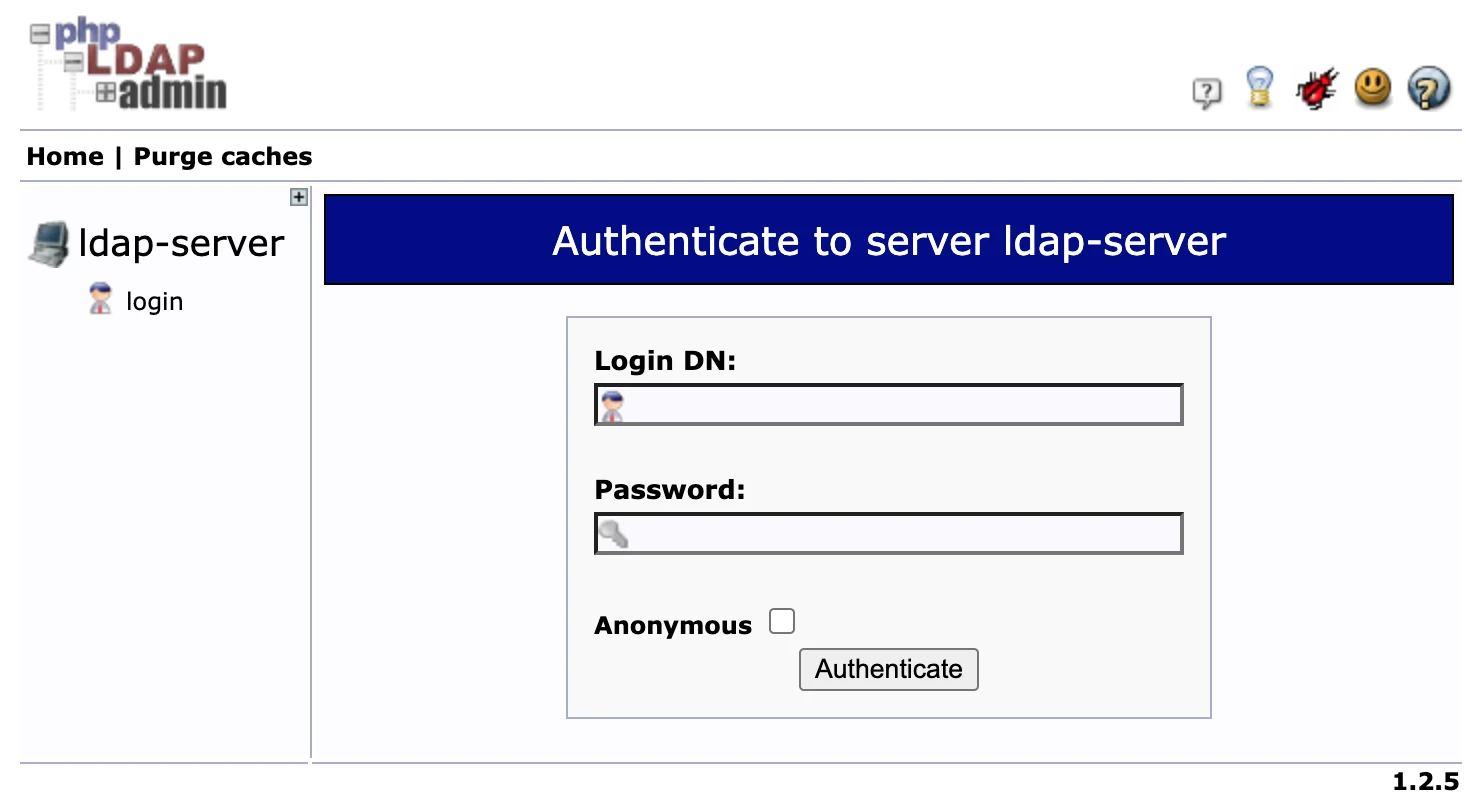 php
LDAP
admin
Home | Purge caches
ldap-server
login
Authenticate to server ldap-server
Login DN:
Password:
Anonymous
Authenticate
1.2.5